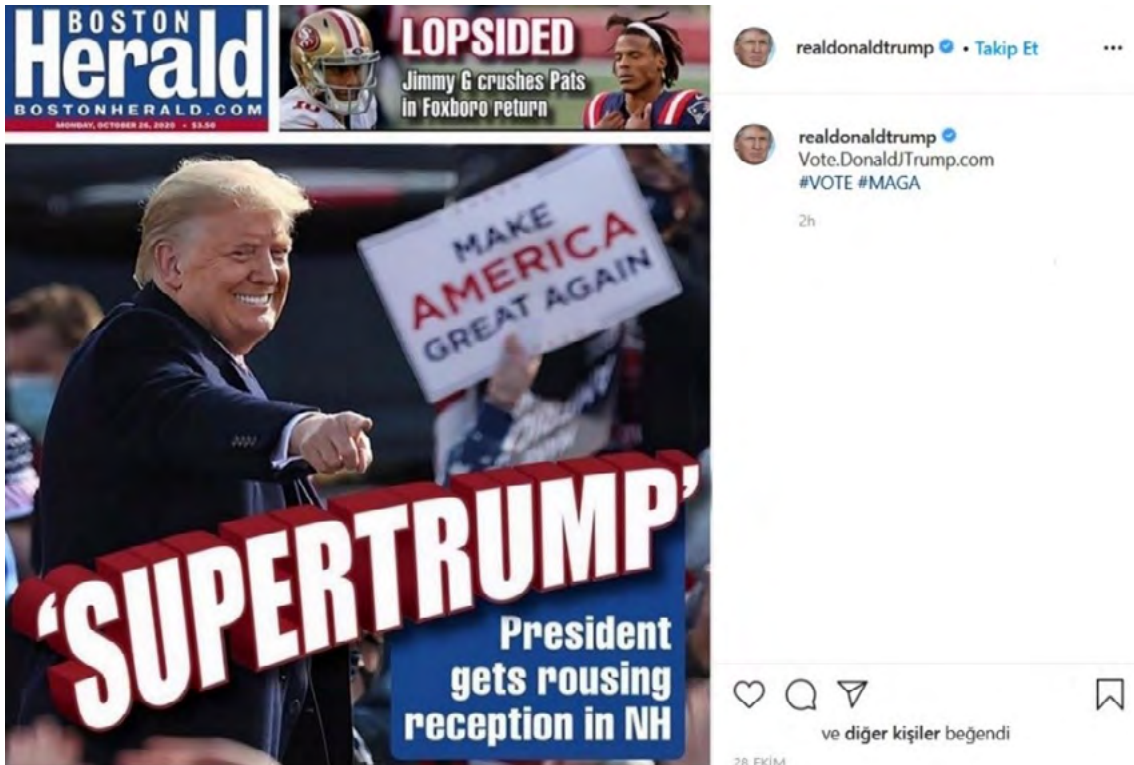 BOSTON
Herald
BOSTONHERALD.COM
MONDAY, OCTOBER 26, 2020 • $3.50
LOPSIDED
Jimmy G crushes Pats
in Foxboro return
MAKE
AMERICA
GREAT AGAIN
‘SUPERTRUMP’
President
gets rousing
reception in NH
realdonaldtrump • Takip Et
realdonaldtrump
Vote.DonaldJTrump.com
#VOTE #MAGA
2h
ve diğer kişiler beğendi
28 EKİM